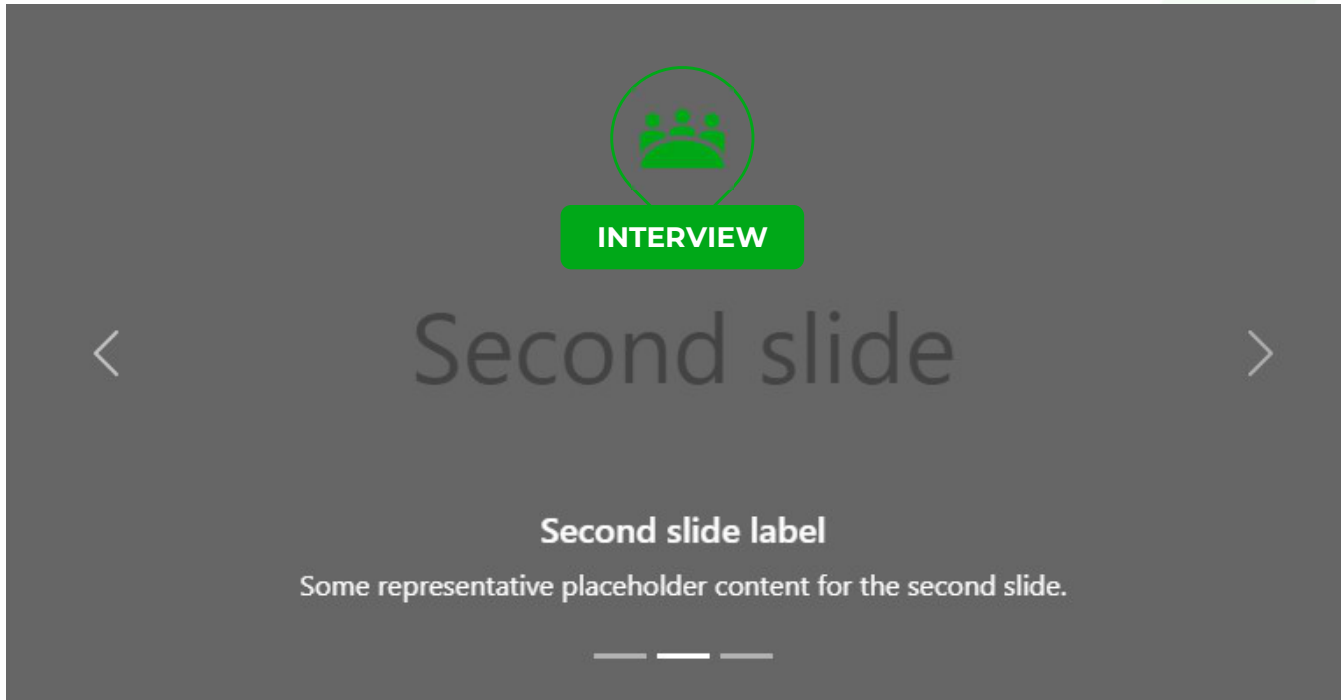 INTERVIEW
Second slide
Second slide label
Some representative placeholder content for the second slide.